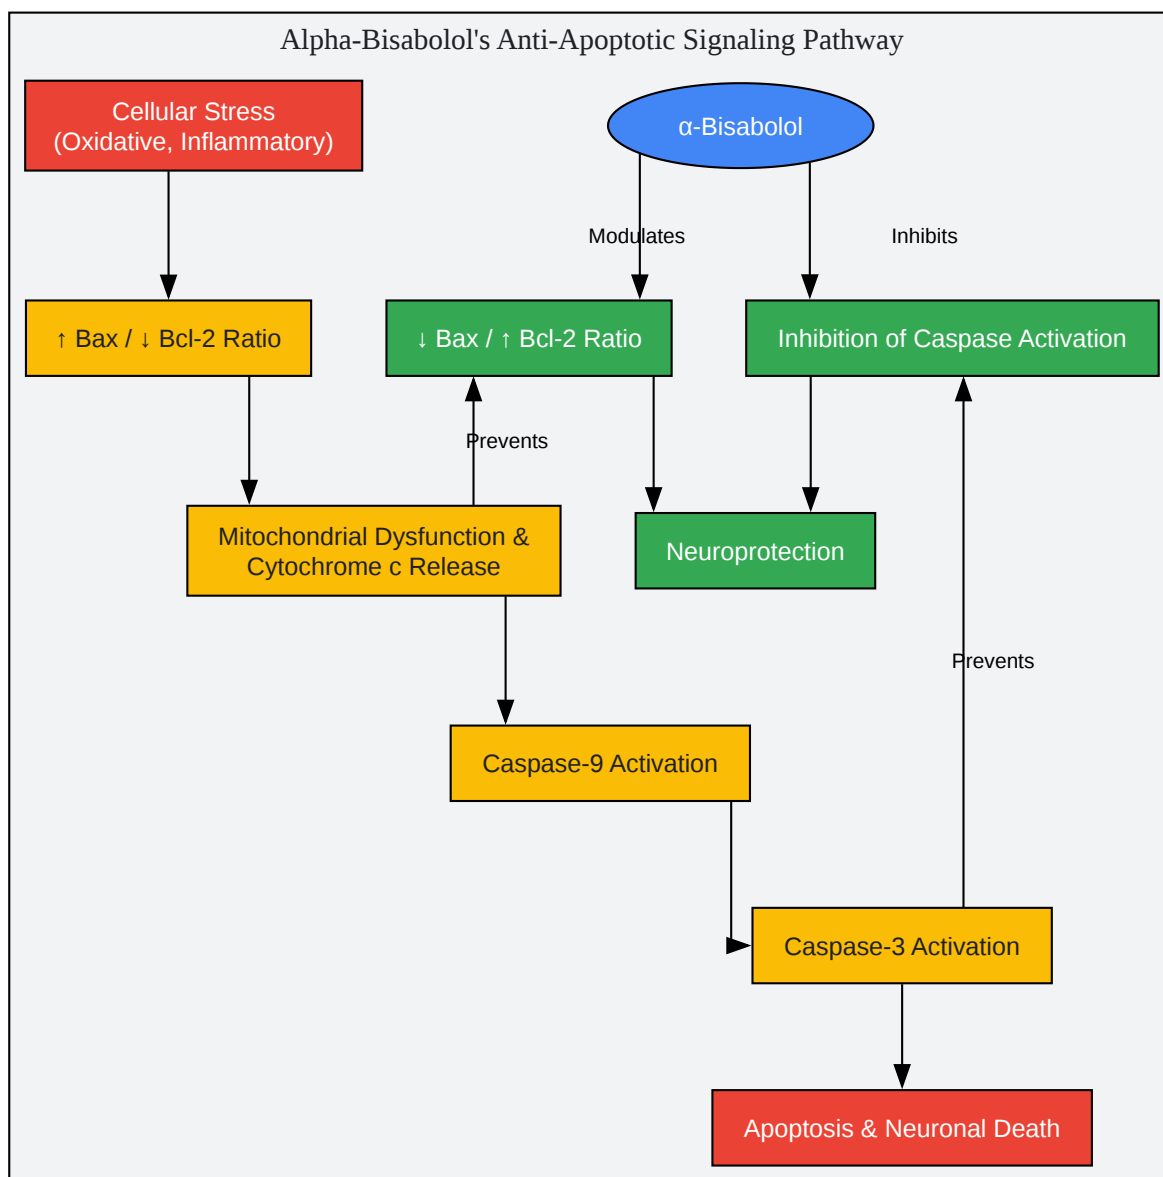 Alpha-Bisabolol's Anti-Apoptotic Signaling Pathway
Cellular Stress
(Oxidative, Inflammatory)
α-Bisabolol
Modulates
Inhibits
↑ Bax / ↓ Bcl-2 Ratio
↓ Bax / ↑ Bcl-2 Ratio
Inhibition of Caspase Activation
Prevents
Mitochondrial Dysfunction &
Cytochrome c Release
Neuroprotection
Prevents
Caspase-9 Activation
Caspase-3 Activation
Apoptosis & Neuronal Death